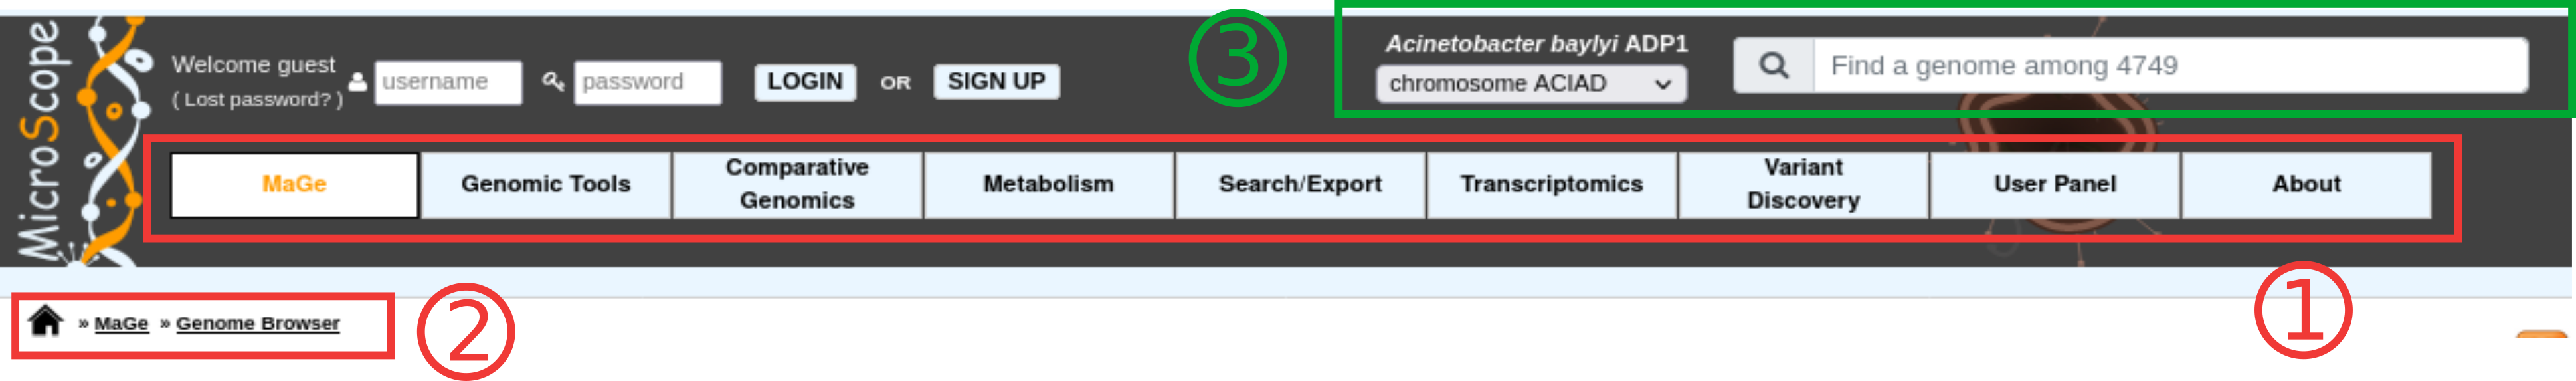 MicroScope
Welcome guest
( Lost password? )
username
password
LOGIN
OR
SIGN UP
③
Acinetobacter baylyi ADP1
chromosome ACIAD
Find a genome among 4749
MaGe
Genomic Tools
Comparative
Genomics
Metabolism
Search/Export
Transcriptomics
Variant
Discovery
User Panel
About
» MaGe » Genome Browser
②
①